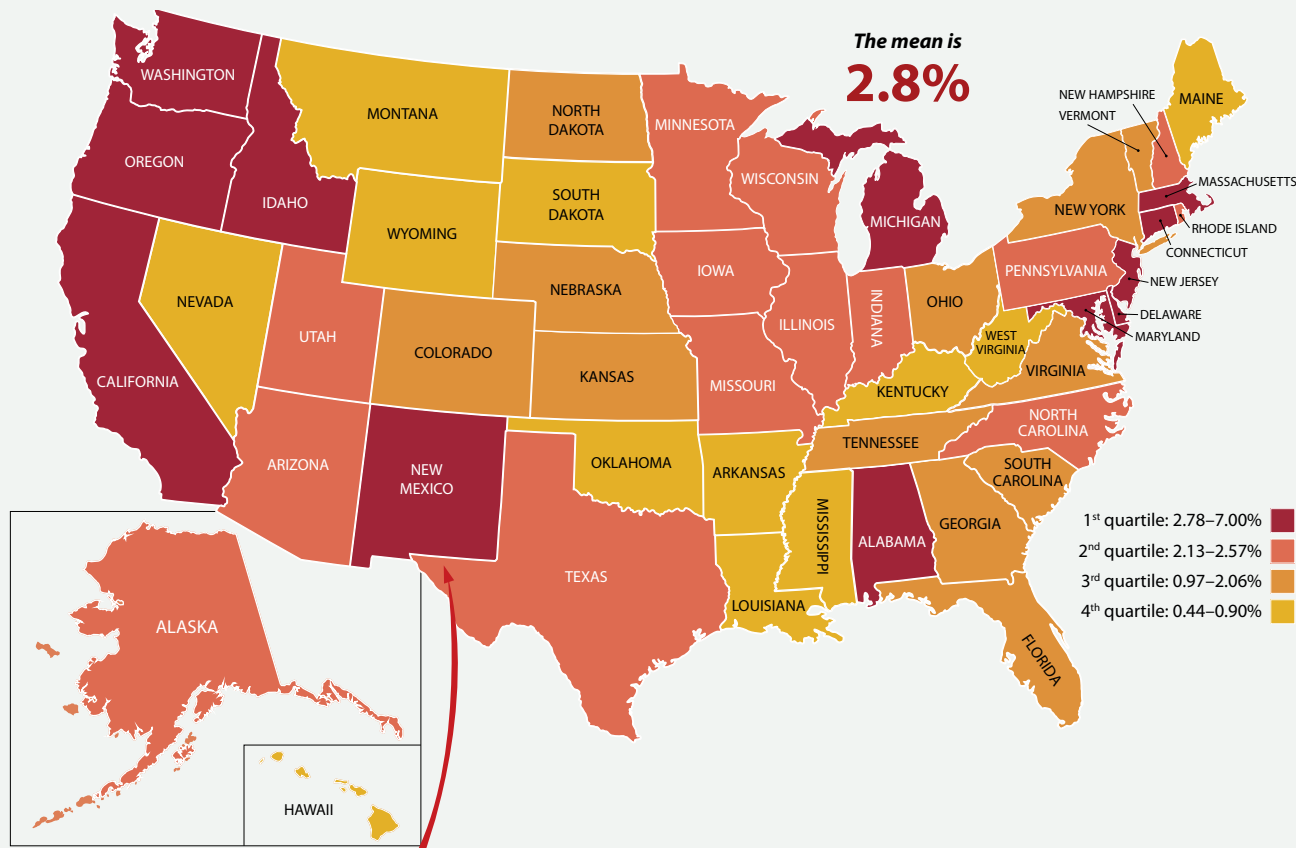 The mean is
2.8%
WASHINGTON
OREGON
IDAHO
CALIFORNIA
NEVADA
MONTANA
WYOMING
UTAH
ARIZONA
NORTH
DAKOTA
SOUTH
DAKOTA
NEBRASKA
COLORADO
KANSAS
NEW
MEXICO
OKLAHOMA
TEXAS
MINNESOTA
WISCONSIN
IOWA
ILLINOIS
MISSOURI
INDIANA
MICHIGAN
OHIO
KENTUCKY
WEST
VIRGINIA
VIRGINIA
TENNESSEE
NORTH
CAROLINA
SOUTH
CAROLINA
ARKANSAS
MISSISSIPPI
LOUISIANA
ALABAMA
GEORGIA
FLORIDA
PENNSYLVANIA
NEW YORK
NEW HAMPSHIRE
VERMONT
MAINE
MASSACHUSETTS
RHODE ISLAND
CONNECTICUT
NEW JERSEY
DELAWARE
MARYLAND
1st quartile: 2.78–7.00%
2nd quartile: 2.13–2.57%
3rd quartile: 0.97–2.06%
4th quartile: 0.44–0.90%
ALASKA
HAWAII